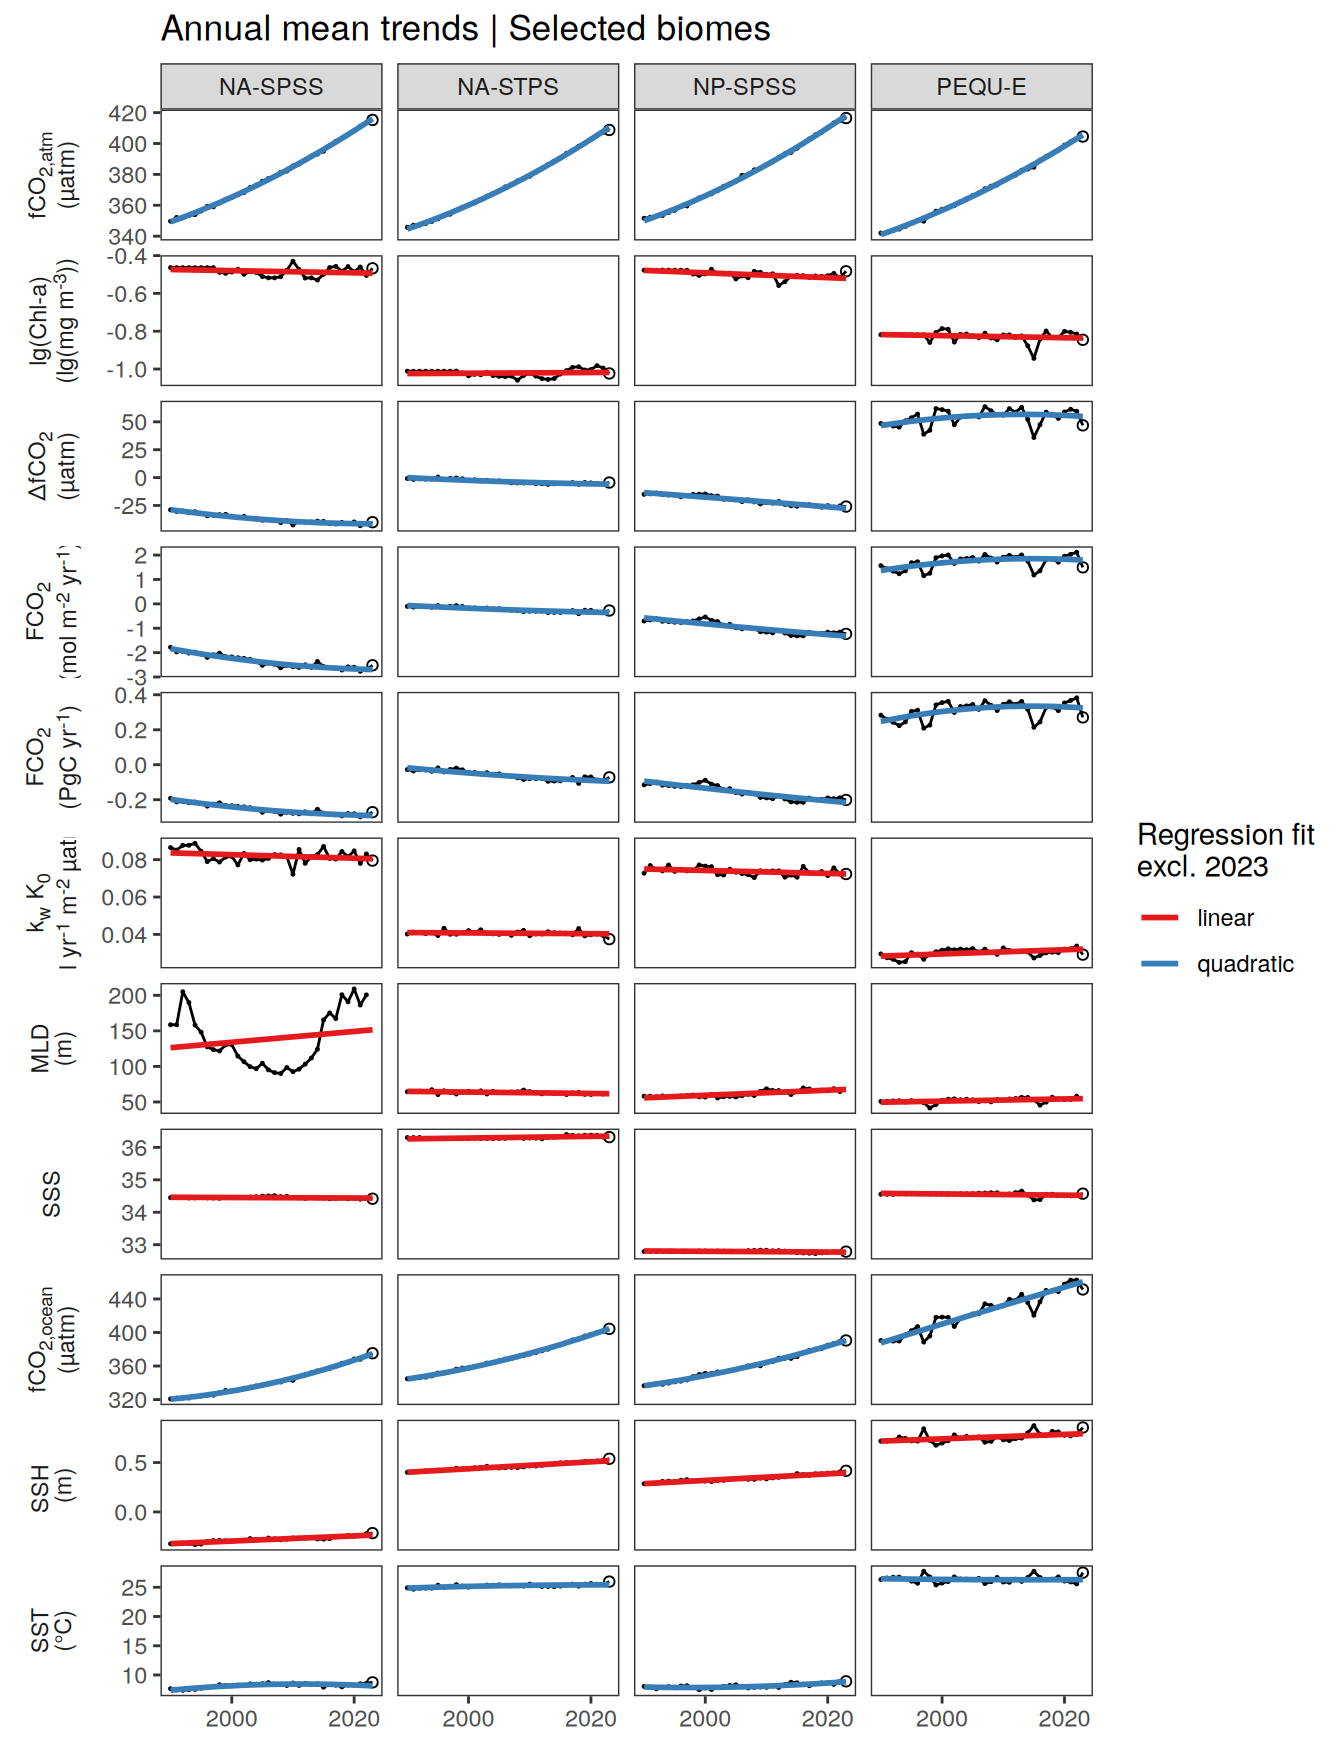 Annual mean trends | Selected biomes
NA-SPSS NA-STPS NP-SPSS PEQU-E
fCO2,atm
(µatm)
420
400
380
360
340
lg(Chl-a)
(lg(mg m-3))
-0.4
-0.6
-0.8
-1.0
ΔfCO2
(µatm)
50
25
0
-25
FCO2
(mol m-2 yr-1)
2
1
0
-1
-2
-3
FCO2
(PgC yr-1)
0.4
0.2
0.0
-0.2
kw K0
l yr-1 m-2 µat
0.08
0.06
0.04
MLD
(m)
200
150
100
50
SSS
36
35
34
33
fCO2,ocean
(µatm)
440
400
360
320
SSH
(m)
0.5
0.0
SST
(°C)
25
20
15
10
2000 2020 2000 2020 2000 2020 2000 2020
Regression fit
excl. 2023
linear
quadratic